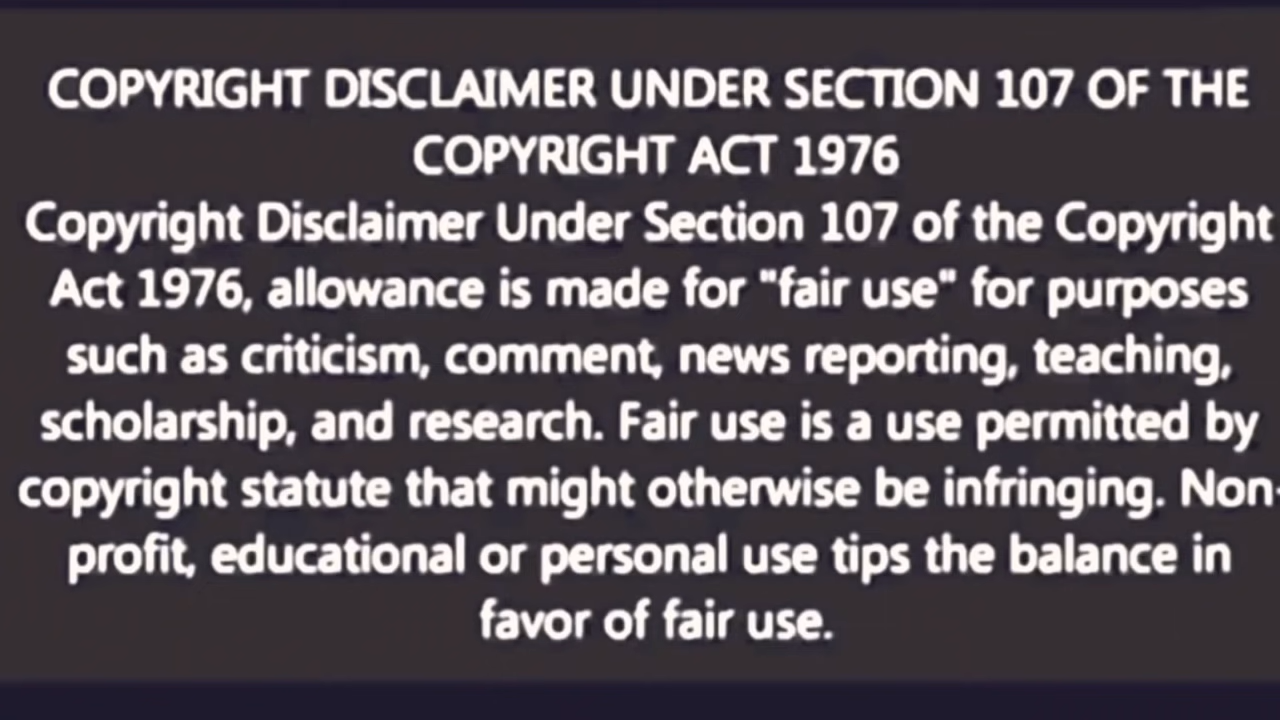 COPYRIGHT DISCLAIMER UNDER SECTION 107 OF THE
COPYRIGHT ACT 1976
Copyright Disclaimer Under Section 107 of the Copyright
Act 1976, allowance is made for "fair use" for purposes
such as criticism, comment, news reporting, teaching,
scholarship, and research. Fair use is a use permitted by
copyright statute that might otherwise be infringing. Non-
profit, educational or personal use tips the balance in
favor of fair use.